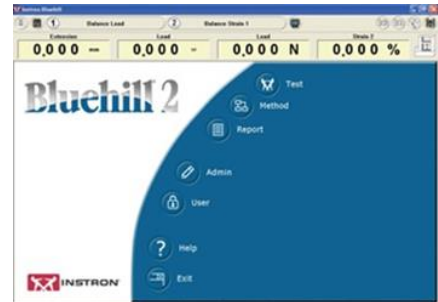 Instron Bluehill
1 Balance Load 2 Balance Strain 1
Extension Load Load Strain 2
0,000 mm 0,000 0,000 N 0,000 %
Bluehill 2
Test
Method
Report
Admin
User
? Help
Exit
INSTRON